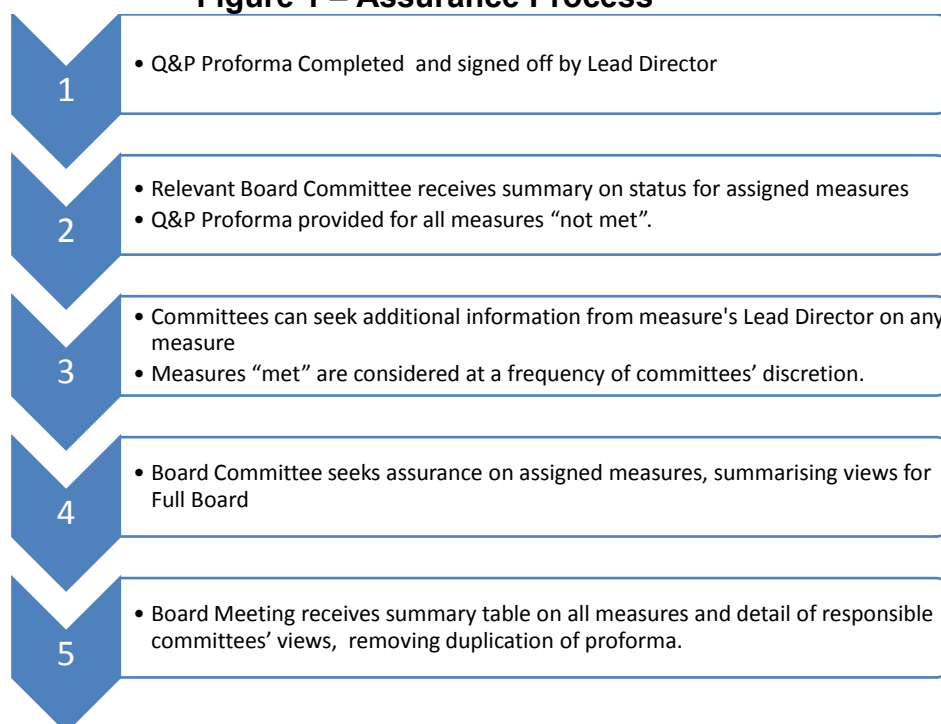 Figure 1 – Assurance Process
1
• Q&P Proforma Completed and signed off by Lead Director
2
• Relevant Board Committee receives summary on status for assigned measures
• Q&P Proforma provided for all measures “not met”.
3
• Committees can seek additional information from measure's Lead Director on any
measure
• Measures “met” are considered at a frequency of committees’ discretion.
4
• Board Committee seeks assurance on assigned measures, summarising views for
Full Board
5
• Board Meeting receives summary table on all measures and detail of responsible
committees’ views, removing duplication of proforma.